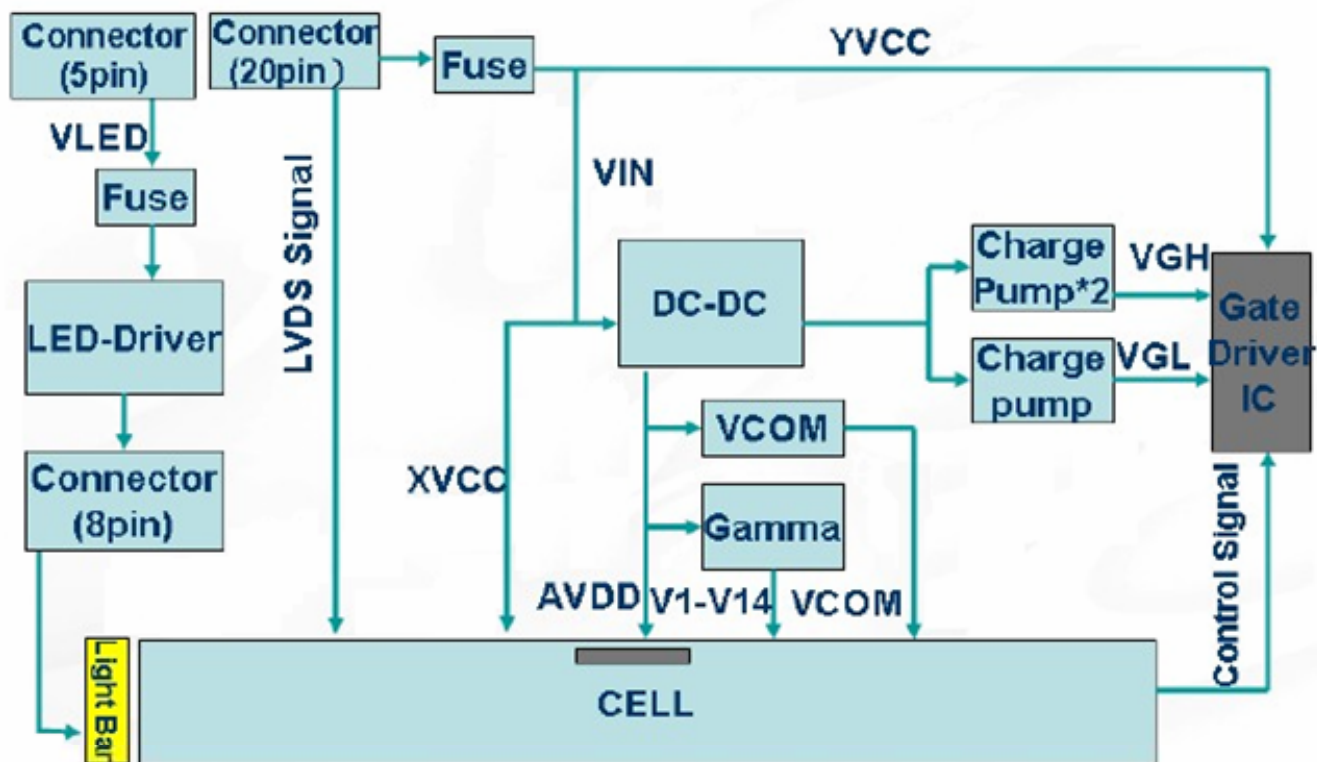 Connector
(5pin)
Connector
(20pin)
Fuse
YVCC
VLED
Fuse
LVDS Signal
VIN
LED-Driver
DC-DC
Charge
Pump*2
VGH
Charge
pump
VGL
Gate
Driver
IC
Connector
(8pin)
XVCC
VCOM
Gamma
AVDD
V1-V14
VCOM
Control Signal
Light Bar
CELL